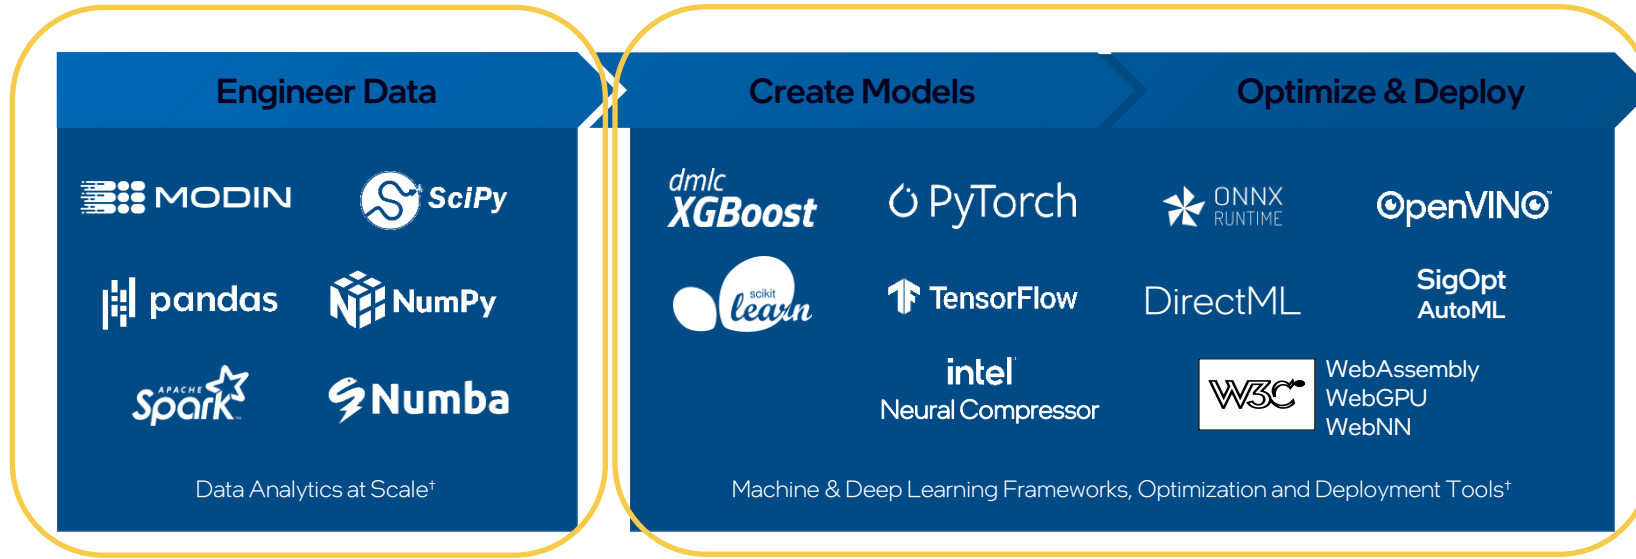 Engineer Data
Create Models
Optimize & Deploy
MODIN
SciPy
pandas
NumPy
APACHE
Spark™
Numba
Data Analytics at Scale†
dmlc
XGBoost
PyTorch
ONNX
RUNTIME
OpenVINO™
scikit
learn
TensorFlow
DirectML
SigOpt
AutoML
intel
Neural Compressor
W3C
WebAssembly
WebGPU
WebNN
Machine & Deep Learning Frameworks, Optimization and Deployment Tools†